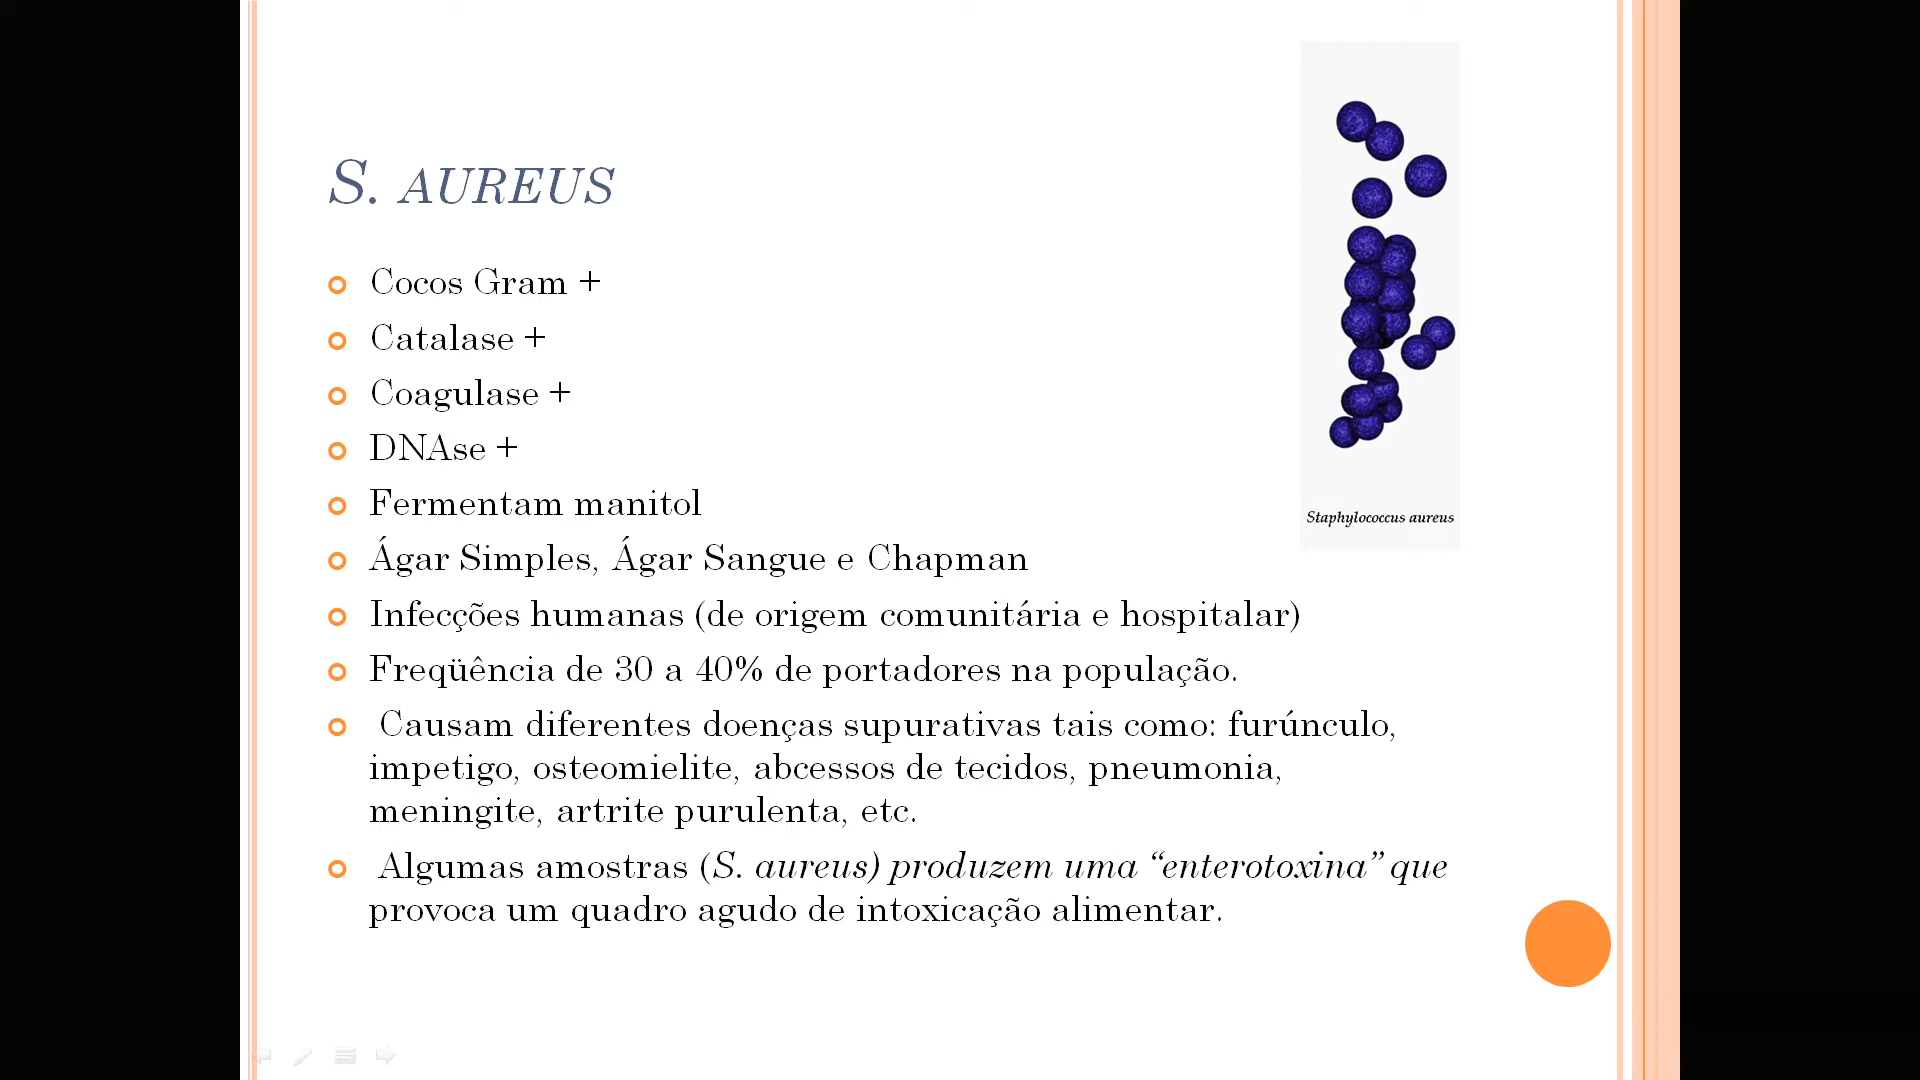 S. AUREUS
Cocos Gram +
Catalase +
Coagulase +
DNAse +
Fermentam manitol
Ágar Simples, Ágar Sangue e Chapman
Infecções humanas (de origem comunitária e hospitalar)
Freqüência de 30 a 40% de portadores na população.
Causam diferentes doenças supurativas tais como: furúnculo,
impetigo, osteomielite, abcessos de tecidos, pneumonia,
meningite, artrite purulenta, etc.
Algumas amostras (S. aureus) produzem uma “enterotoxina” que
provoca um quadro agudo de intoxicação alimentar.
Staphylococcus aureus